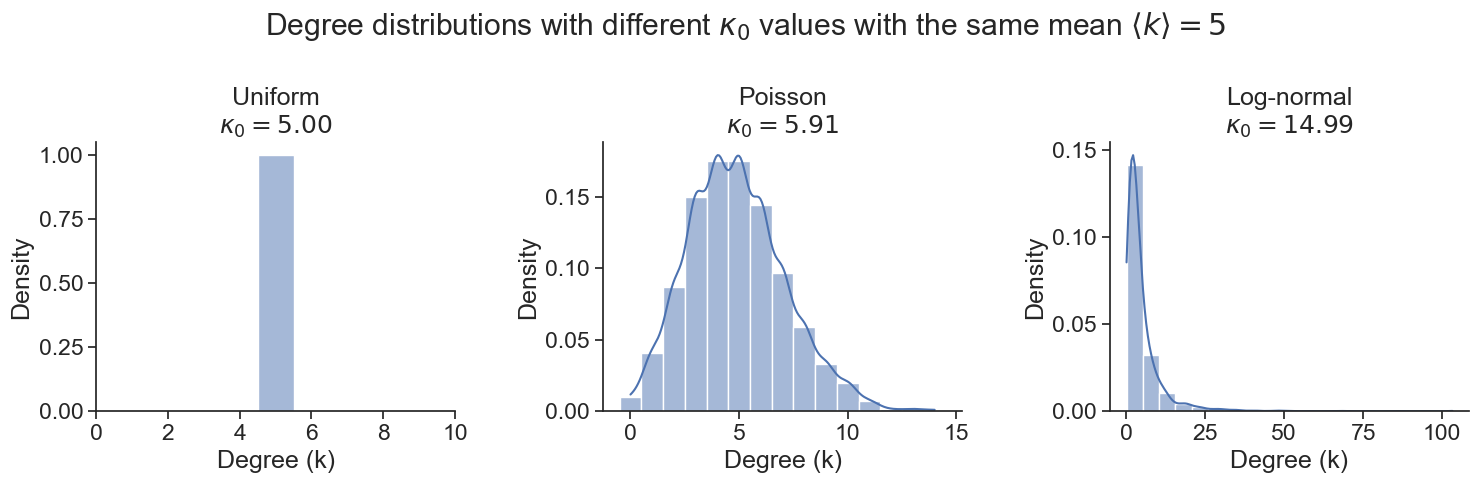 Degree distributions with different κ₀ values with the same mean ⟨k⟩ = 5
Uniform
κ₀ = 5.00
Density
1.00
0.75
0.50
0.25
0.00
0 2 4 6 8 10
Degree (k)
Poisson
κ₀ = 5.91
Density
0.15
0.10
0.05
0.00
0 5 10 15
Degree (k)
Log-normal
κ₀ = 14.99
Density
0.15
0.10
0.05
0.00
0 25 50 75 100
Degree (k)